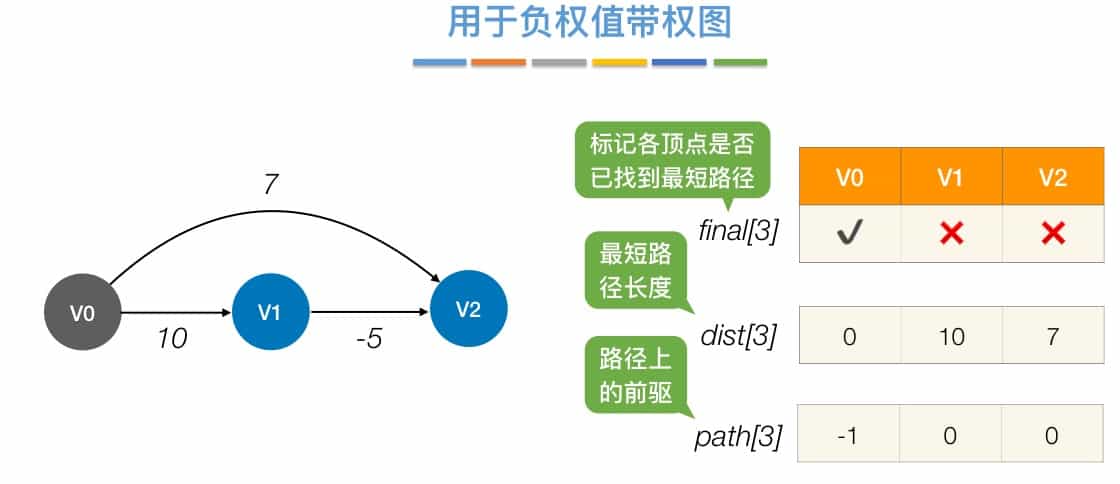 用于负权值带权图
标记各顶点是否
已找到最短路径
V0 V1 V2
final[3] ✓ ✕ ✕
7
最短路
径长度
V0 V1 V2
10 -5
dist[3] 0 10 7
路径上
的前驱
path[3] -1 0 0